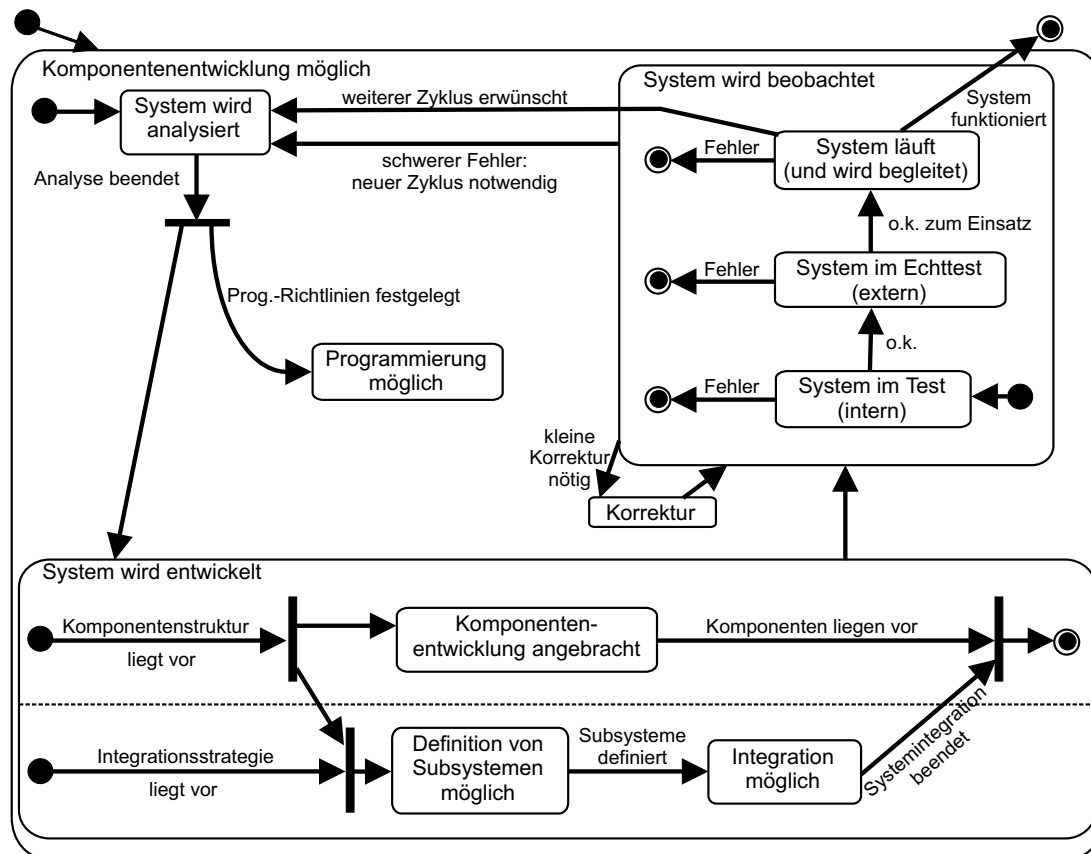 Komponentenentwicklung möglich
System wird beobachtet
System wird
analysiert
weiterer Zyklus erwünscht
System
funktioniert
Fehler
System läuft
(und wird begleitet)
schwerer Fehler:
neuer Zyklus notwendig
Analyse beendet
o.k. zum Einsatz
Fehler
System im Echttest
(extern)
Prog.-Richtlinien festgelegt
o.k.
Programmierung
möglich
Fehler
System im Test
(intern)
kleine
Korrektur
nötig
Korrektur
System wird entwickelt
Komponentenstruktur
liegt vor
Komponenten-
entwicklung angebracht
Komponenten liegen vor
Integrationsstrategie
liegt vor
Definition von
Subsystemen
möglich
Subsysteme
definiert
Integration
möglich
Systemintegration
beendet